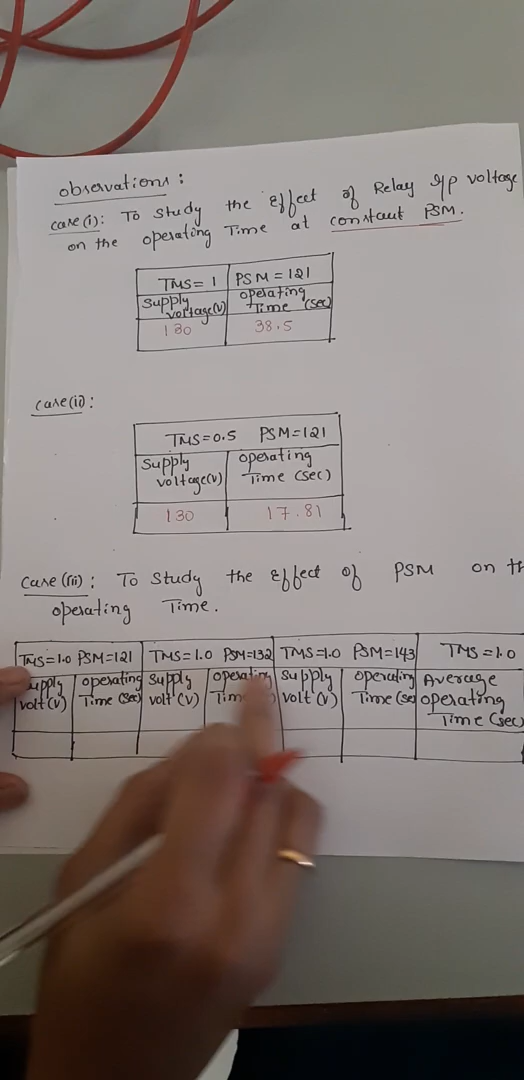 observations:
case(i): To study the Effect of Relay I/p voltage
on the operating Time at constant PSM.
TMS= 1 PSM=121
supply voltage(v) operating Time (sec)
130 38.5
case(ii):
TMS=0.5 PSM=121
supply voltage(v) operating Time (sec)
130 17.81
case(iii): To study the Effect of PSM on th
operating Time.
TMS=1.0 PSM=121 TMS=1.0 PSM=132 TMS=1.0 PSM=143 TMS=1.0
supply operating supply operating supply operating Average
volt(v) Time(sec) volt(v) volt(v) Time(sec operating
Time(sec)